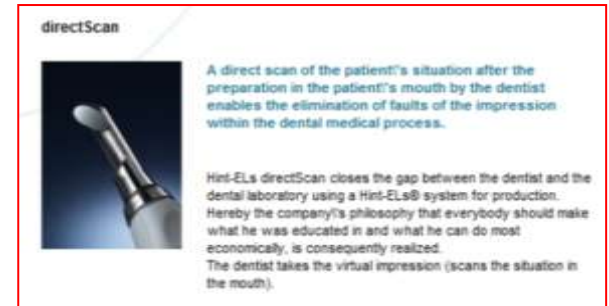 directScan
A direct scan of the patient\'s situation after the
preparation in the patient\'s mouth by the dentist
enables the elimination of faults of the impression
within the dental medical process.
Hint-ELs directScan closes the gap between the dentist and the
dental laboratory using a Hint-ELs® system for production.
Hereby the company\'s philosophy that everybody should make
what he was educated in and what he can do most
economically, is consequently realized.
The dentist takes the virtual impression (scans the situation in
the mouth).